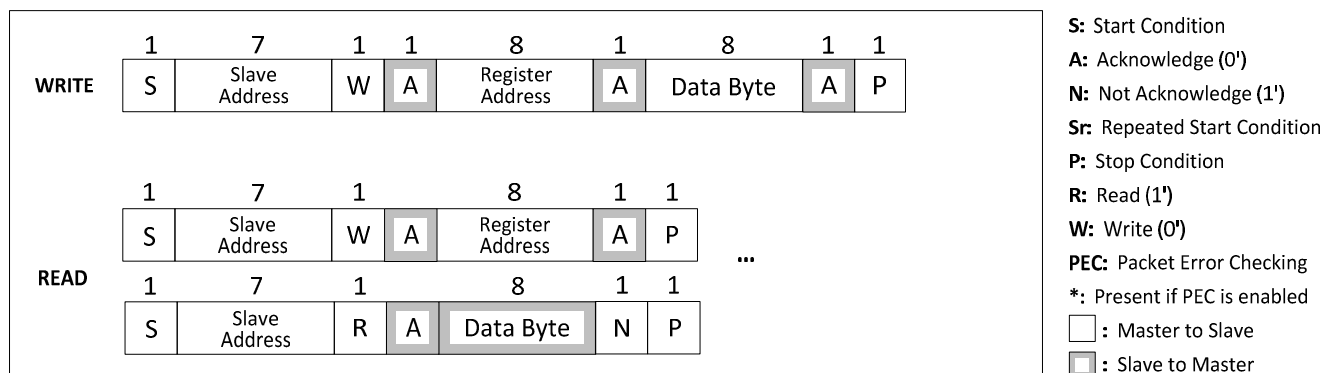 1 7 1 1 8 1 8 1 1
WRITE S Slave Address W A Register Address A Data Byte A P
1 7 1 8 1 1
S Slave Address W A Register Address A P
...
READ
1 7 1 8 1 1
S Slave Address R A Data Byte N P
S: Start Condition
A: Acknowledge (0')
N: Not Acknowledge (1')
Sr: Repeated Start Condition
P: Stop Condition
R: Read (1')
W: Write (0')
PEC: Packet Error Checking
*: Present if PEC is enabled
: Master to Slave
: Slave to Master